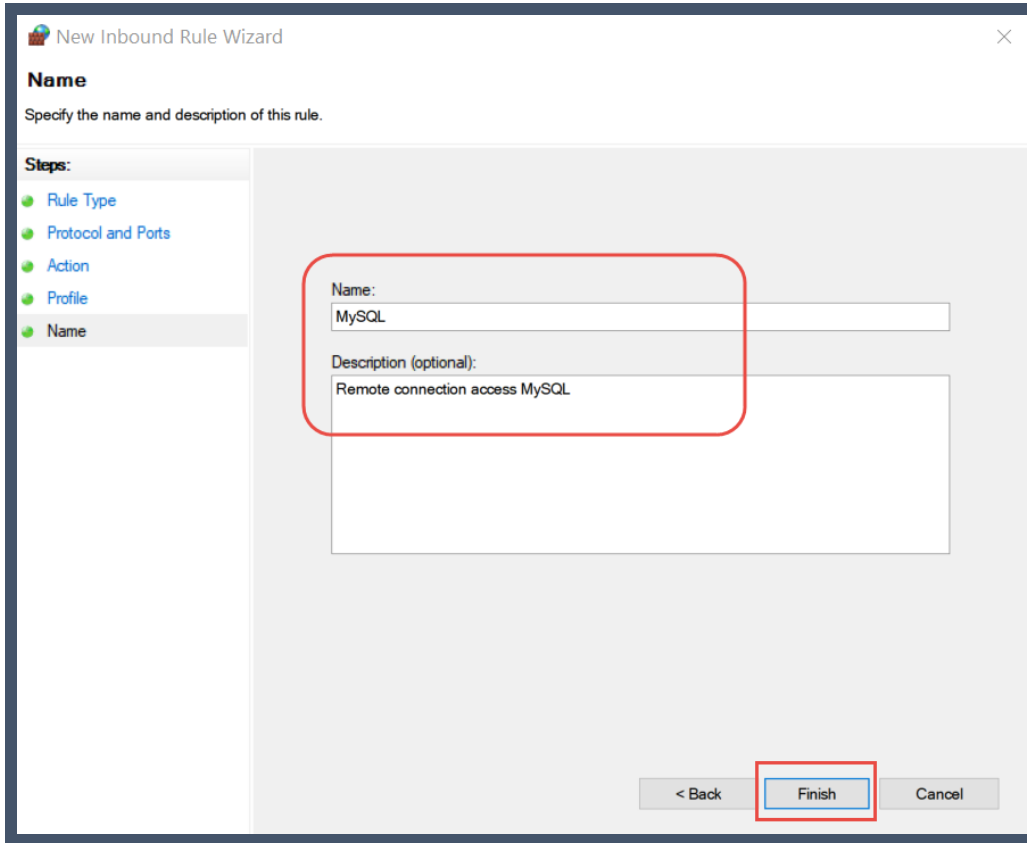 New Inbound Rule Wizard
Name
Specify the name and description of this rule.
Steps:
Rule Type
Protocol and Ports
Action
Profile
Name
Name:
MySQL
Description (optional):
Remote connection access MySQL
< Back
Finish
Cancel